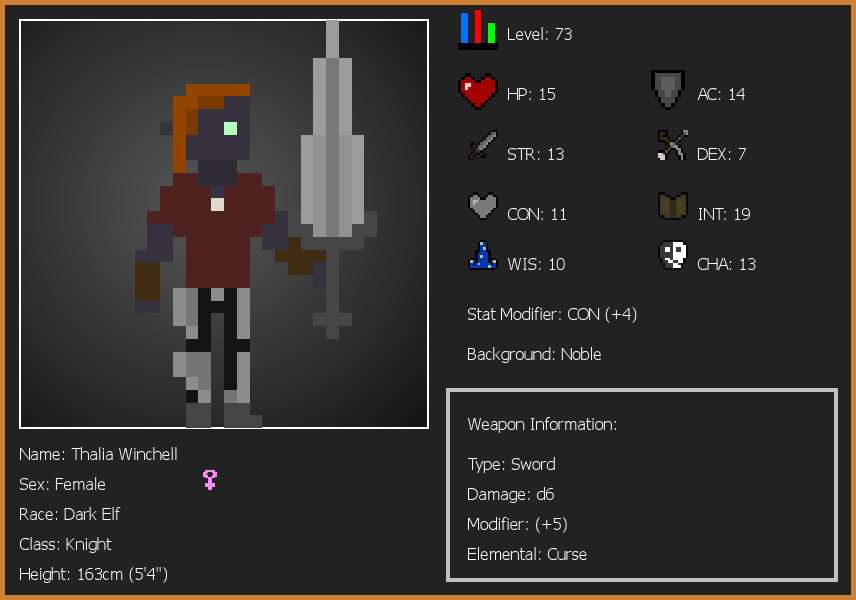 Level: 73
HP: 15
AC: 14
STR: 13
DEX: 7
CON: 11
INT: 19
WIS: 10
CHA: 13
Stat Modifier: CON (+4)
Background: Noble
Weapon Information:
Type: Sword
Damage: d6
Modifier: (+5)
Elemental: Curse
Name: Thalia Winchell
Sex: Female
Race: Dark Elf
Class: Knight
Height: 163cm (5'4")